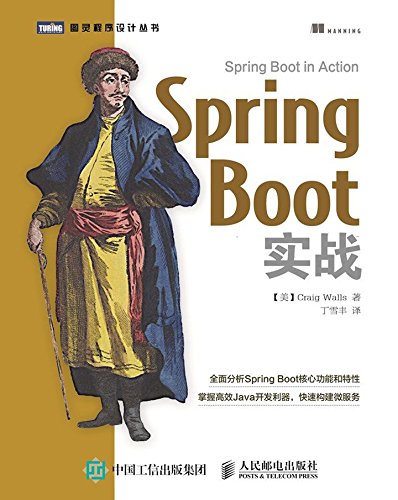 TURING 图灵程序设计丛书
MANNING
Spring Boot in Action
Spring
Boot
实战
【美】Craig Walls 著
丁雪丰 译
全面分析Spring Boot核心功能和特性
掌握高效Java开发利器，快速构建微服务
中国工信出版集团
人民邮电出版社
POSTS & TELECOM PRESS